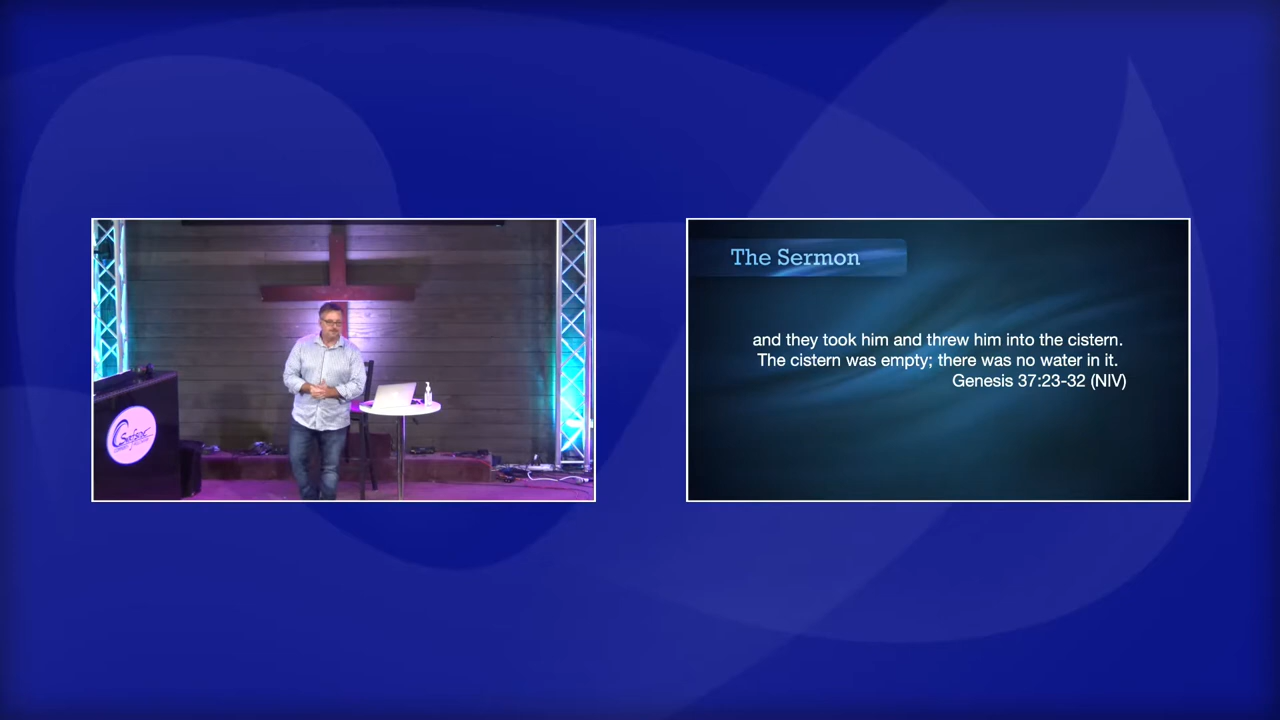 The Sermon
and they took him and threw him into the cistern.
The cistern was empty; there was no water in it.
Genesis 37:23-32 (NIV)